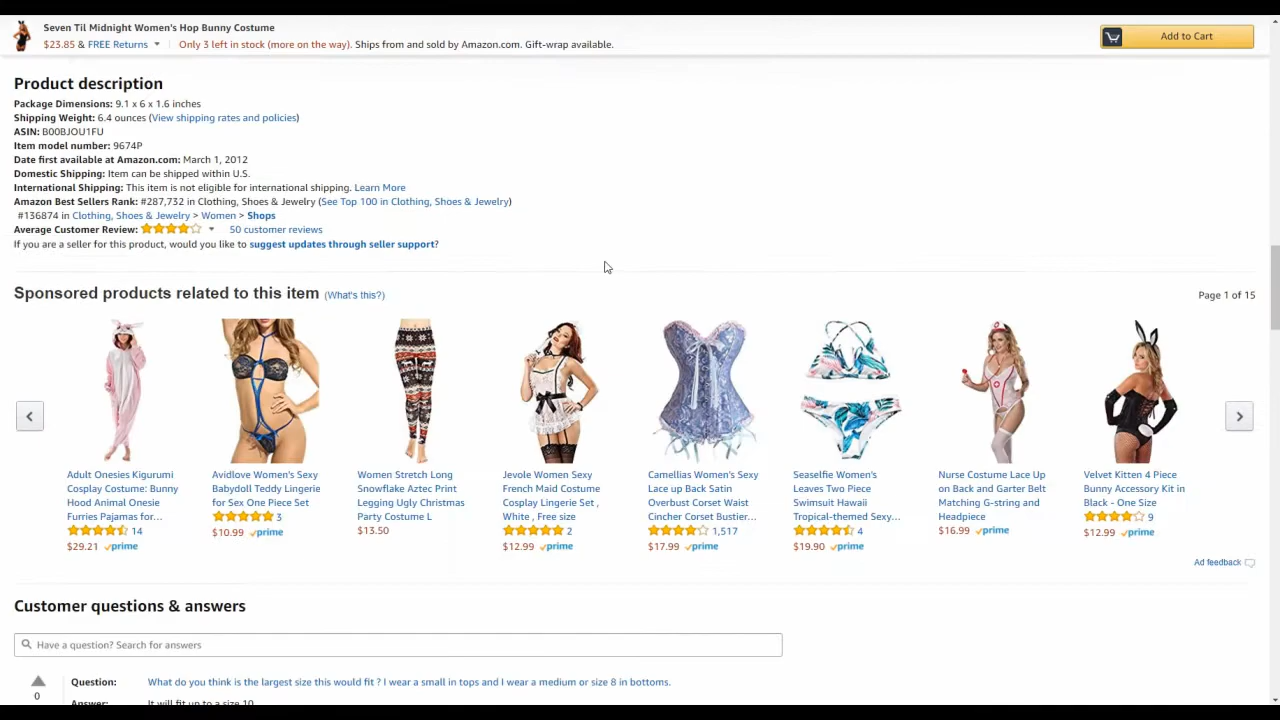 Seven Til Midnight Women's Hop Bunny Costume
$23.85 & FREE Returns Only 3 left in stock (more on the way). Ships from and sold by Amazon.com. Gift-wrap available.
Add to Cart
Product description
Package Dimensions: 9.1 x 6 x 1.6 inches
Shipping Weight: 6.4 ounces (View shipping rates and policies)
ASIN: B00BJOU1FU
Item model number: 9674P
Date first available at Amazon.com: March 1, 2012
Domestic Shipping: Item can be shipped within U.S.
International Shipping: This item is not eligible for international shipping. Learn More
Amazon Best Sellers Rank: #287,732 in Clothing, Shoes & Jewelry (See Top 100 in Clothing, Shoes & Jewelry)
#136874 in Clothing, Shoes & Jewelry > Women > Shops
Average Customer Review: 50 customer reviews
If you are a seller for this product, would you like to suggest updates through seller support?
Sponsored products related to this item (What's this?)
Page 1 of 15
Adult Onesies Kigurumi
Cosplay Costume: Bunny
Hood Animal Onesie
Furries Pajamas for...
14
$29.21 prime
Avidlove Women's Sexy
Babydoll Teddy Lingerie
for Sex One Piece Set
3
$10.99 prime
Women Stretch Long
Snowflake Aztec Print
Legging Ugly Christmas
Party Costume L
$13.50
Jevole Women Sexy
French Maid Costume
Cosplay Lingerie Set ,
White , Free size
2
$12.99 prime
Camellias Women's Sexy
Lace up Back Satin
Overbust Corset Waist
Cincher Corset Bustier...
1,517
$17.99 prime
Seaselfie Women's
Leaves Two Piece
Swimsuit Hawaii
Tropical-themed Sexy...
4
$19.90 prime
Nurse Costume Lace Up
on Back and Garter Belt
Matching G-string and
Headpiece
$16.99 prime
Velvet Kitten 4 Piece
Bunny Accessory Kit in
Black - One Size
9
$12.99 prime
Ad feedback
Customer questions & answers
Have a question? Search for answers
0
Question: What do you think is the largest size this would fit ? I wear a small in tops and I wear a medium or size 8 in bottoms.
Answer: It will fit up to a size 10